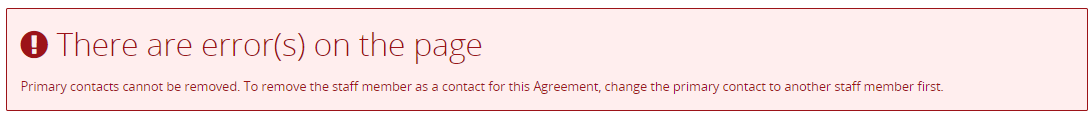 There are error(s) on the page
Primary contacts cannot be removed. To remove the staff member as a contact for this Agreement, change the primary contact to another staff member first.